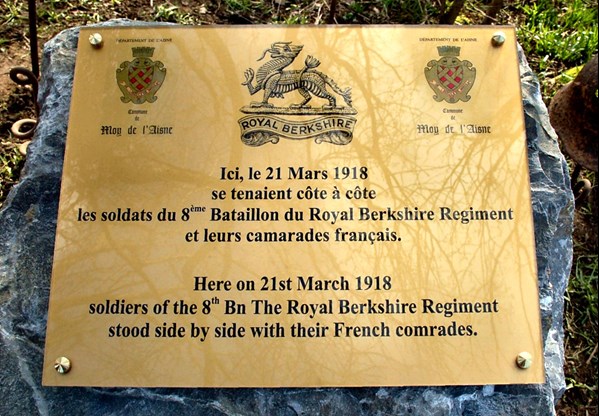 DEPARTEMENT DE L'AISNE
Commune
de
Moy de l'Aisne
ROYAL BERKSHIRE
DEPARTEMENT DE L'AISNE
Commune
de
Moy de l'Aisne
Ici, le 21 Mars 1918
se tenaient côte à côte
les soldats du 8ème Bataillon du Royal Berkshire Regiment
et leurs camarades français.
Here on 21st March 1918
soldiers of the 8th Bn The Royal Berkshire Regiment
stood side by side with their French comrades.